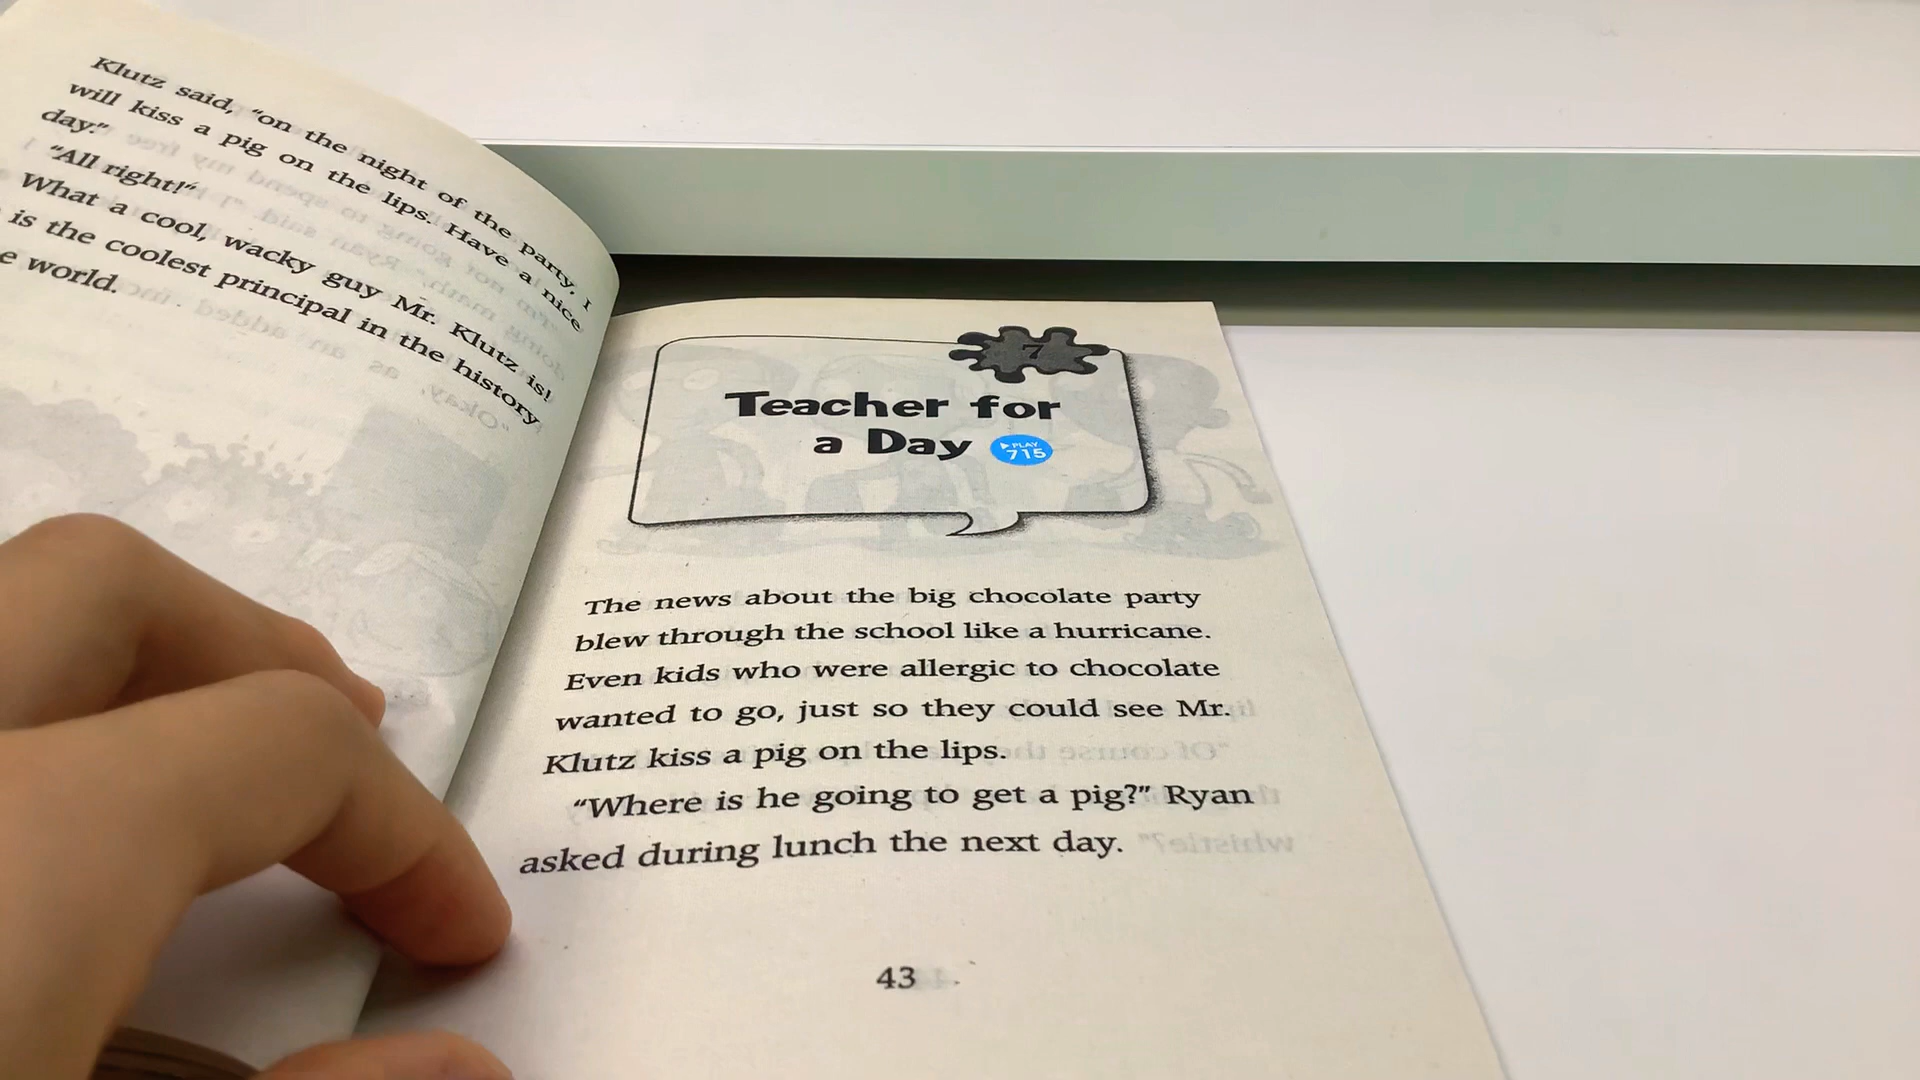 Klutz said, “on the night of the party, I
will kiss a pig on the lips. Have a nice
day.”
“All right!“
What a cool, wacky guy Mr. Klutz is!
is the coolest principal in the history
world.
7
Teacher for
a Day
PLAY
715
The news about the big chocolate party
blew through the school like a hurricane.
Even kids who were allergic to chocolate
wanted to go, just so they could see Mr.
Klutz kiss a pig on the lips.
“Where is he going to get a pig?” Ryan
asked during lunch the next day.
43